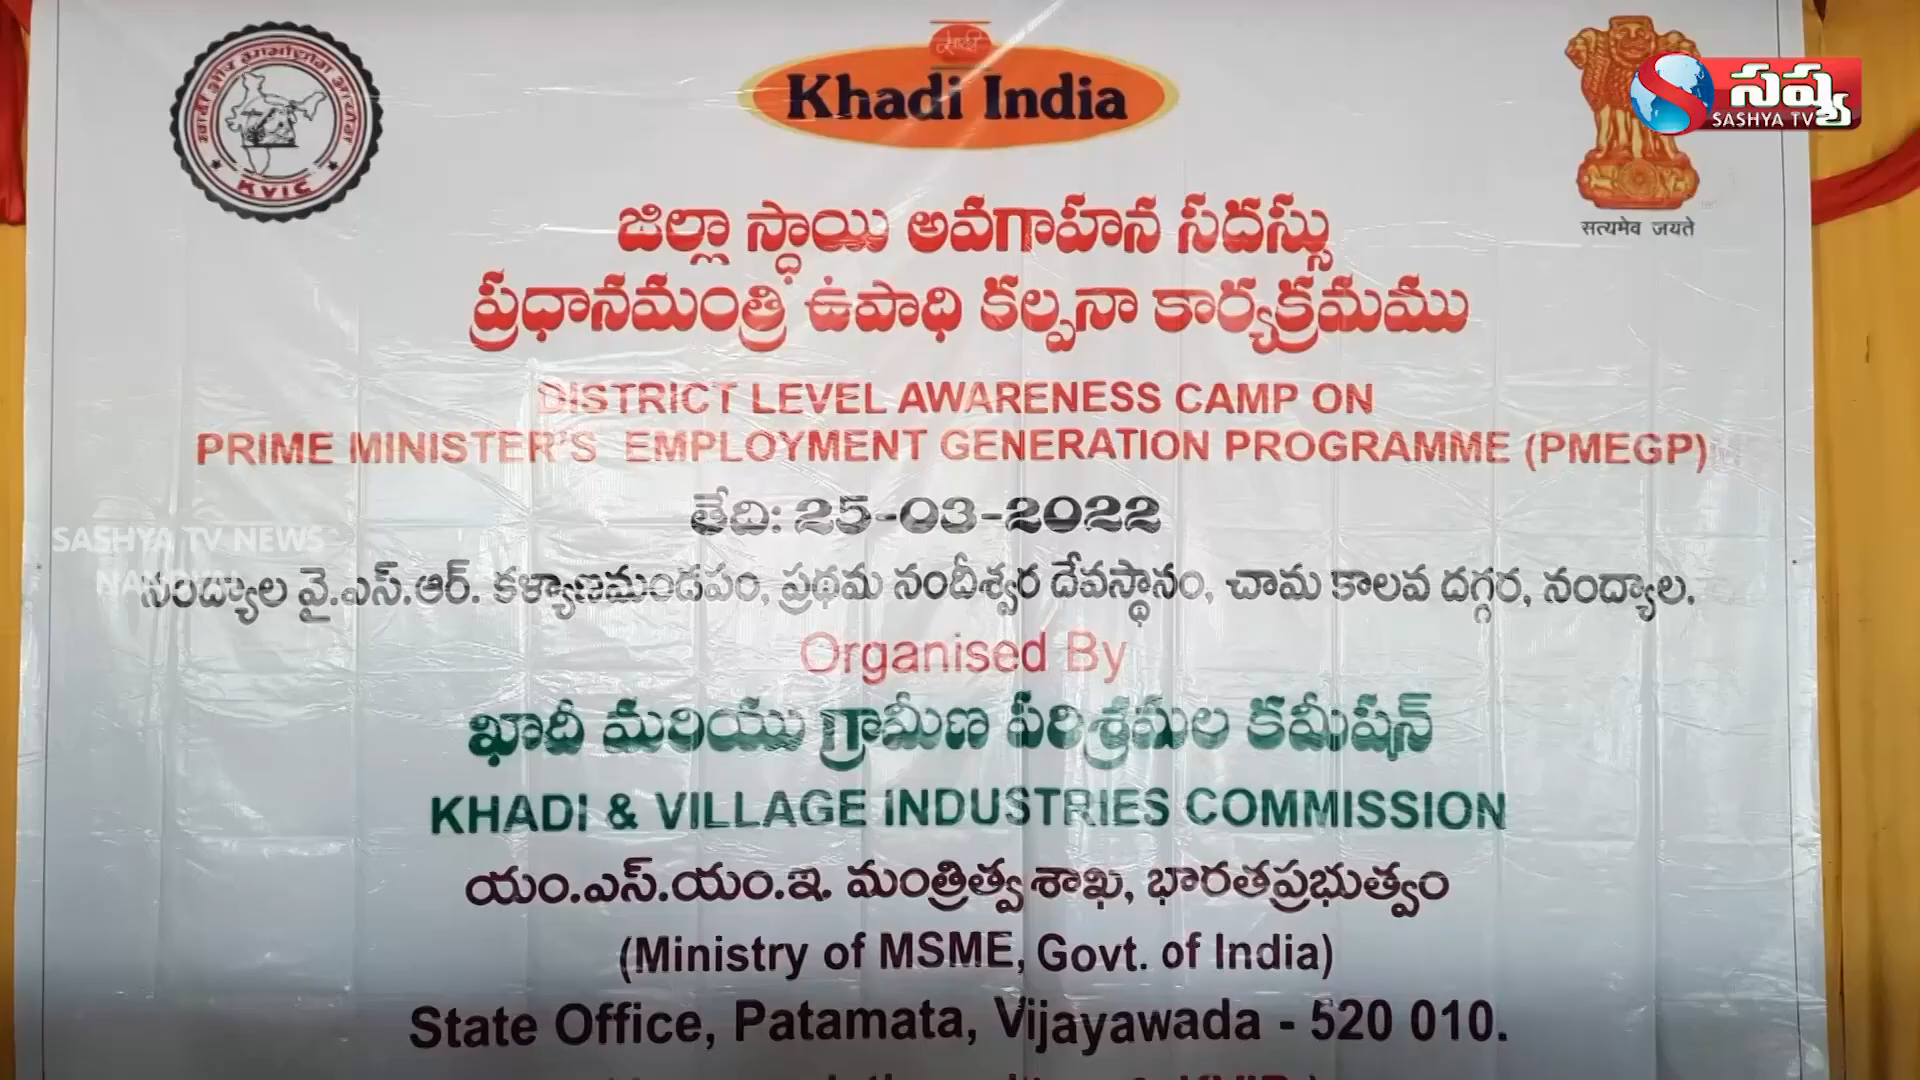 खादी
Khadi India
खादी और ग्रामोद्योग आयोग
KVIC
सत्यमेव जयते
సష్య
SASHYA TV
జిల్లా స్థాయి అవగాహన సదస్సు
ప్రధానమంత్రి ఉపాధి కల్పనా కార్యక్రమము
DISTRICT LEVEL AWARENESS CAMP ON
PRIME MINISTER'S EMPLOYMENT GENERATION PROGRAMME (PMEGP)
తేది: 25-03-2022
SASHYA TV NEWS
నంద్యాల వై.ఎస్.ఆర్. కళ్యాణమండపం, ప్రథమ నందీశ్వర దేవస్థానం, చామ కాలవ దగ్గర, నంద్యాల.
Organised By
ఖాదీ మరియు గ్రామీణ పరిశ్రమల కమీషన్
KHADI & VILLAGE INDUSTRIES COMMISSION
యం.ఎస్.యం.ఇ. మంత్రిత్వ శాఖ, భారతప్రభుత్వం
(Ministry of MSME, Govt. of India)
State Office, Patamata, Vijayawada - 520 010.